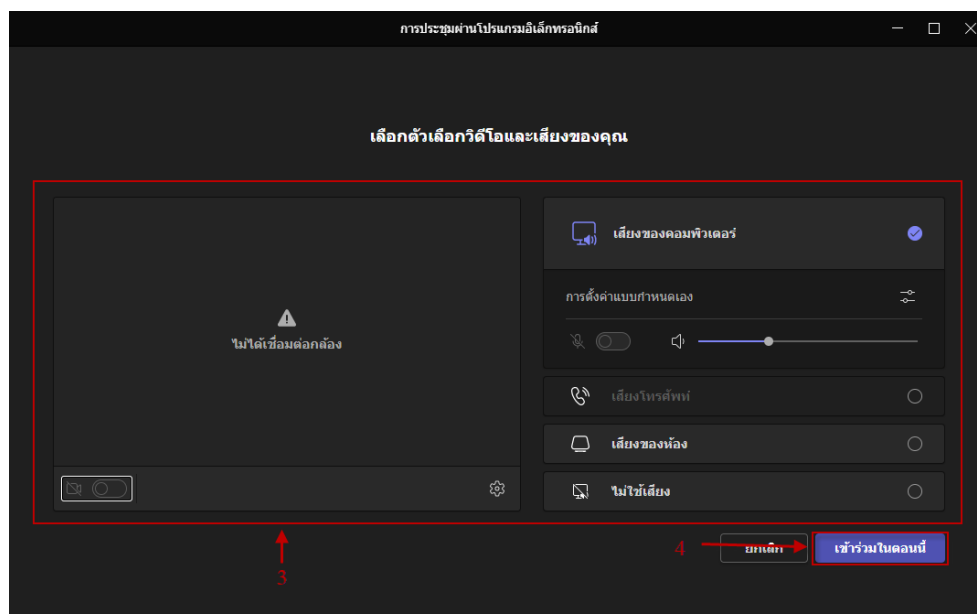 การประชุมผ่านโปรแกรมอิเล็กทรอนิกส์
เลือกตัวเลือกวิดีโอและเสียงของคุณ
ไม่ได้เชื่อมต่อกล้อง
เสียงของคอมพิวเตอร์
การตั้งค่าแบบกำหนดเอง
เสียงโทรศัพท์
เสียงของห้อง
ไม่ใช้เสียง
3
4
ยกเลิก
เข้าร่วมในตอนนี้